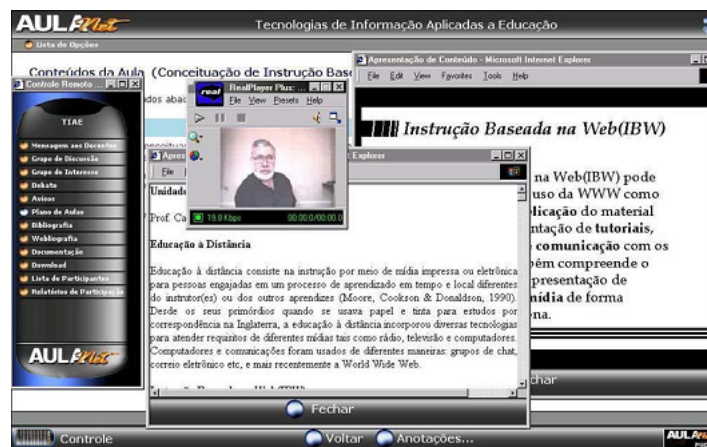 AULANet
Tecnologias de Informação Aplicadas a Educação
Lista de Opções
Conteúdos da Aula (Conceituação de Instrução Bas
Controle Remoto ...
TIAE
Mensagem aos Docentes
Grupo de Discussão
Grupo de Interesse
Debate
Avisos
Plano de Aulas
Bibliografia
Webliografia
Documentação
Download
Lista de Participantes
Relatórios de Participação
AULANet
RealPlayer Plus: ...
real
File View Presets Help
19.8 Kbps 00:00.0/00:00.0
Apresentação de Conteúdo - Microsoft Internet Explorer
File Edit View Favorites Tools Help
Instrução Baseada na Web(IBW)
na Web(IBW) pode
uso da WWW como
licação do material
ntação de tutoriais,
comunicação com os
bém compreende o
presentação de
mídia de forma
na.
char
Apres
Explorer
Unidade
Prof. Ca
Educação à Distância
Educação à distância consiste na instrução por meio de mídia impressa ou eletrônica
para pessoas engajadas em um processo de aprendizado em tempo e local diferentes
do instrutor(es) ou dos outros aprendizes (Moore, Cookson & Donaldson, 1990).
Desde os seus primórdios quando se usava papel e tinta para estudos por
correspondência na Inglaterra, a educação à distância incorporou diversas tecnologias
para atender requisitos de diferentes mídias tais como rádio, televisão e computadores.
Computadores e comunicações foram usados de diferentes maneiras: grupos de chat,
correio eletrônico etc, e mais recentemente a World Wide Web.
Fechar
Controle
Voltar
Anotações...